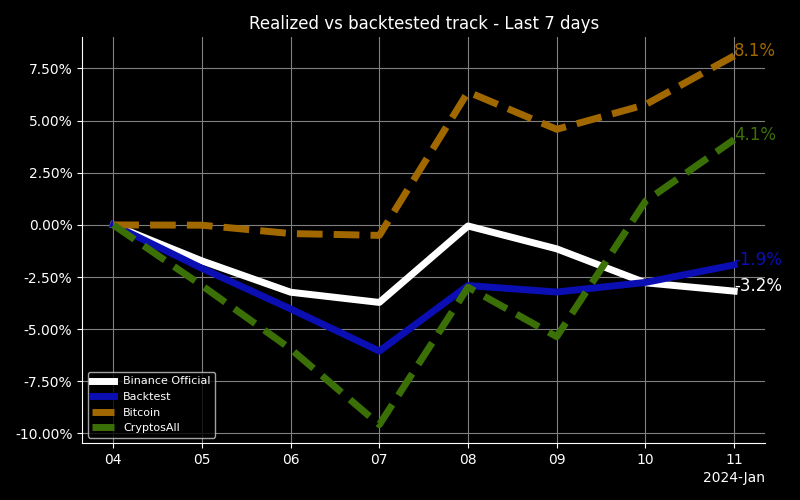 Realized vs backtested track - Last 7 days
8.1%
7.50%
5.00%
4.1%
2.50%
0.00%
-1.9%
-2.50%
-3.2%
-5.00%
-7.50%
Binance Official
Backtest
Bitcoin
CryptosAll
-10.00%
04 05 06 07 08 09 10 11
2024-Jan